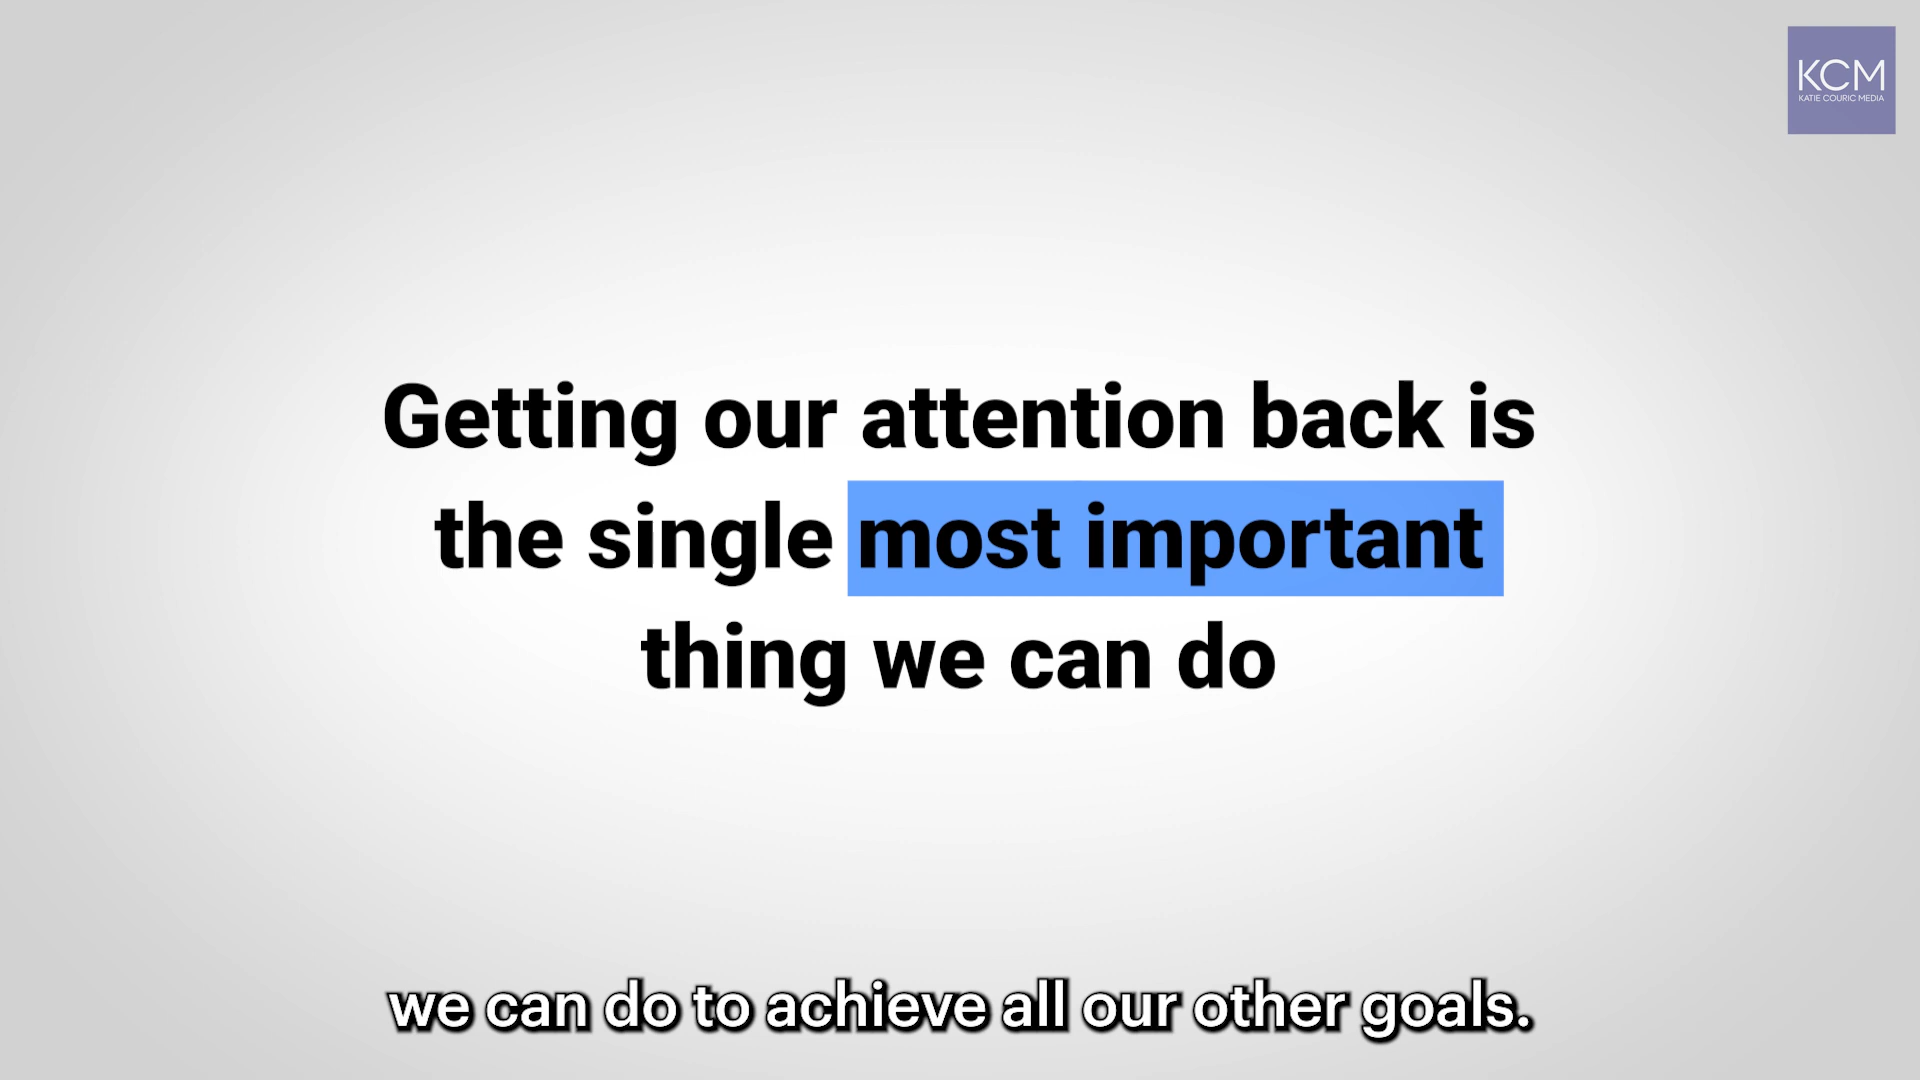 KCM
KATIE COURIC MEDIA
Getting our attention back is
the single most important
thing we can do
we can do to achieve all our other goals.